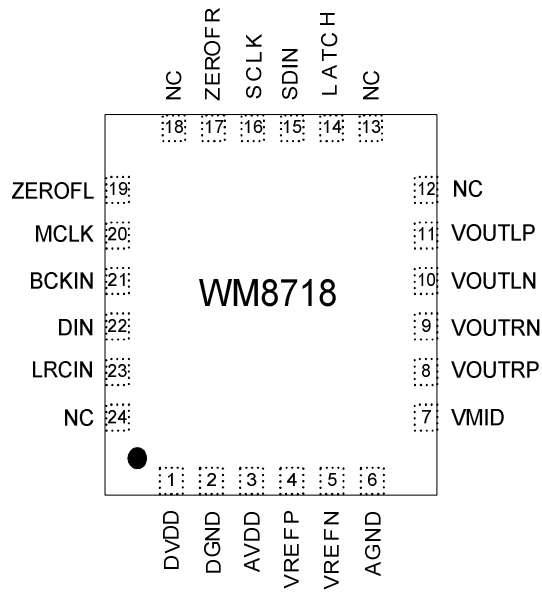 NC
ZEROFR
SCLK
SDIN
LATCH
NC
18
17
16
15
14
13
ZEROFL
19
12
NC
MCLK
20
11
VOUTLP
BCKIN
21
10
VOUTLN
WM8718
DIN
22
9
VOUTRN
LRCIN
23
8
VOUTRP
NC
24
7
VMID
1
2
3
4
5
6
DVDD
DGND
AVDD
VREFP
VREFN
AGND